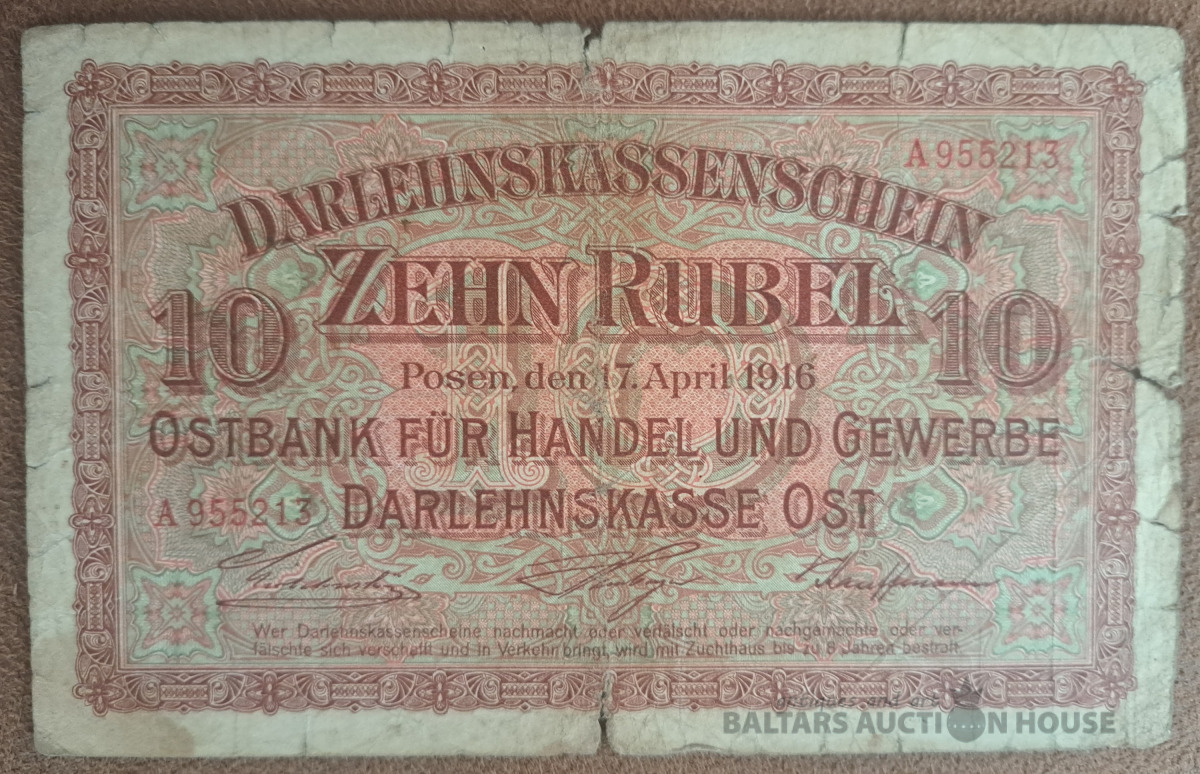 DARLEHNSKASSENSCHEIN
A 955213
ZEHN RUBEL
10 10
Posen, den 17. April 1916
OSTBANK FÜR HANDEL UND GEWERBE
A 955213 DARLEHNSKASSE OST
Wer Darlehnskassenscheine nachmacht oder verfälscht oder nachgemachte oder ver-
fälschte sich verschafft und in Verkehr bringt, wird mit Zuchthaus bis zu 8 Jahren bestraft.
BALTARS AUCTION HOUSE